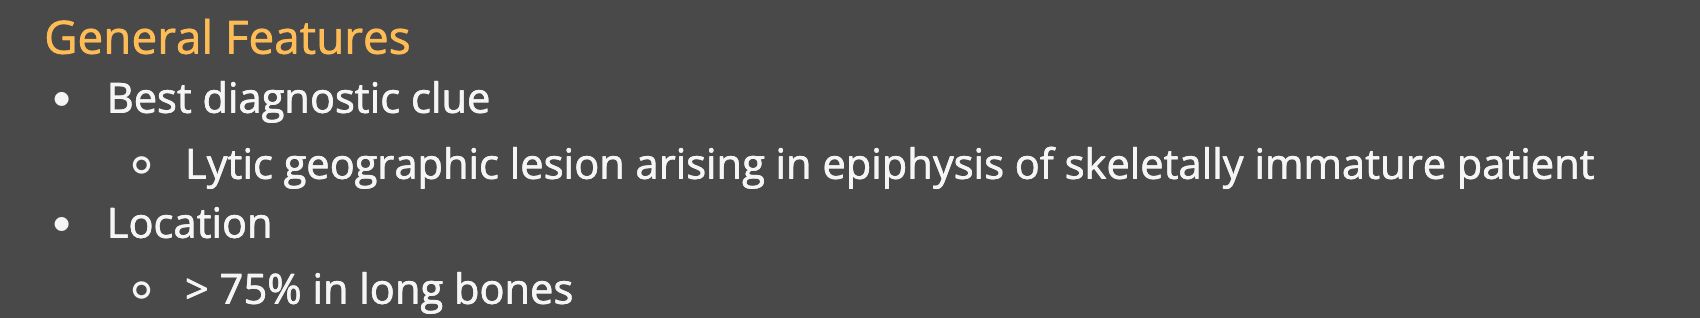 General Features
• Best diagnostic clue
○ Lytic geographic lesion arising in epiphysis of skeletally immature patient
• Location
○ > 75% in long bones